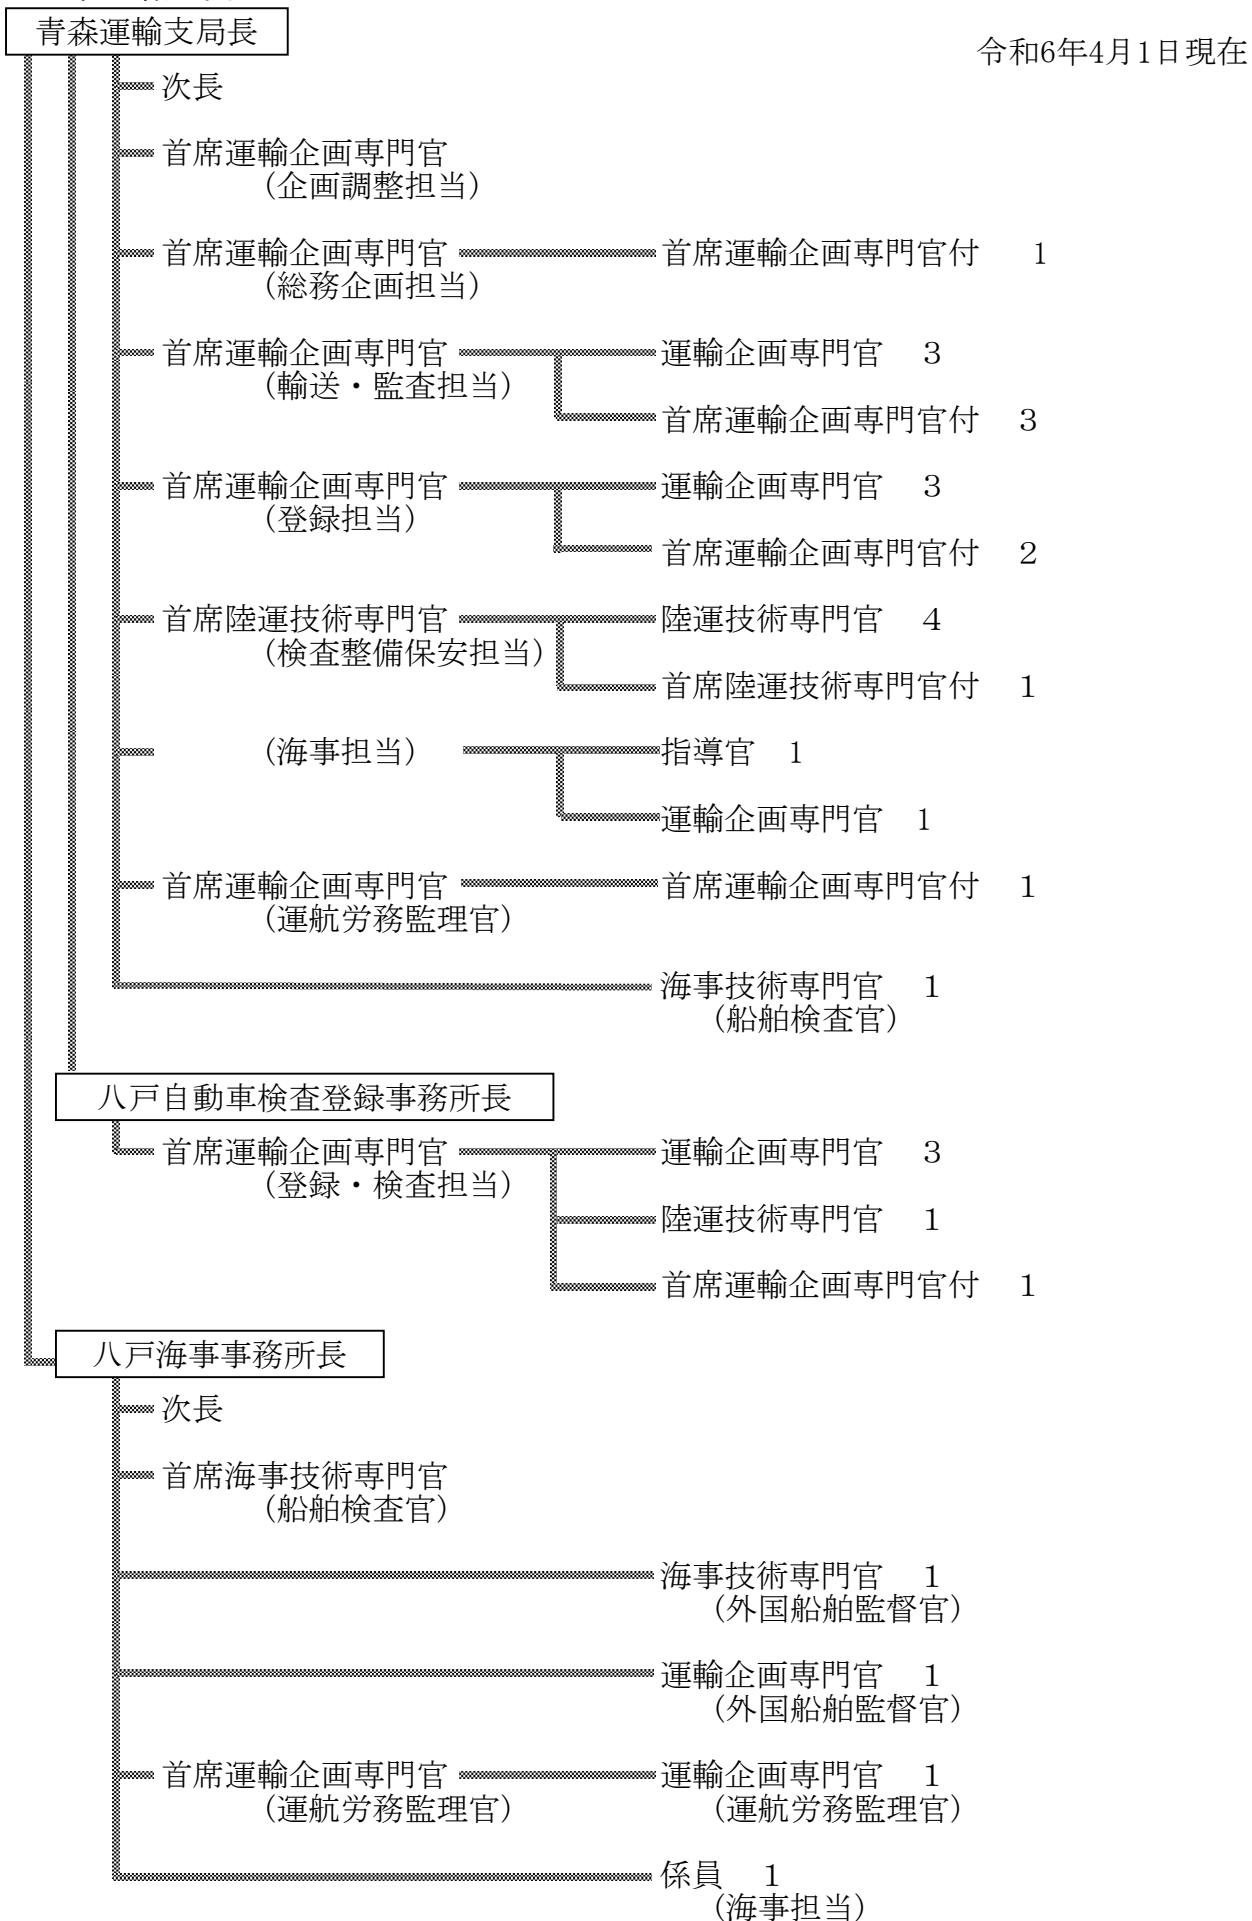 青森運輸支局長
令和6年4月1日現在
次長
首席運輸企画専門官
(企画調整担当)
首席運輸企画専門官 首席運輸企画専門官付 1
(総務企画担当)
首席運輸企画専門官 運輸企画専門官 3
(輸送・監査担当)
首席運輸企画専門官付 3
首席運輸企画専門官 運輸企画専門官 3
(登録担当)
首席運輸企画専門官付 2
首席陸運技術専門官 陸運技術専門官 4
(検査整備保安担当)
首席陸運技術専門官付 1
(海事担当) 指導官 1
運輸企画専門官 1
首席運輸企画専門官 首席運輸企画専門官付 1
(運航労務監理官)
海事技術専門官 1
(船舶検査官)
八戸自動車検査登録事務所長
首席運輸企画専門官 運輸企画専門官 3
(登録・検査担当)
陸運技術専門官 1
首席運輸企画専門官付 1
八戸海事事務所長
次長
首席海事技術専門官
(船舶検査官)
海事技術専門官 1
(外国船舶監督官)
運輸企画専門官 1
(外国船舶監督官)
首席運輸企画専門官 運輸企画専門官 1
(運航労務監理官) (運航労務監理官)
係員 1
(海事担当)